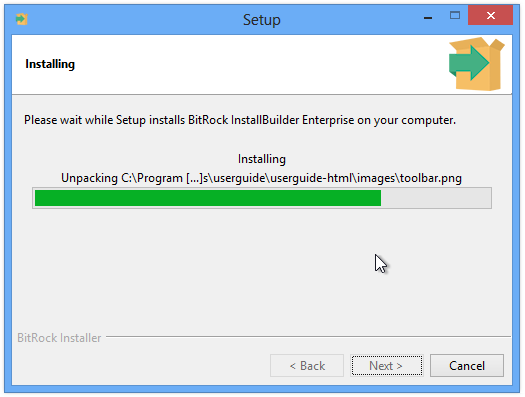 Setup
Installing
Please wait while Setup installs BitRock InstallBuilder Enterprise on your computer.
Installing
Unpacking C:\Program [...]s\userguide\userguide-html\images\toolbar.png
BitRock Installer
< Back Next > Cancel